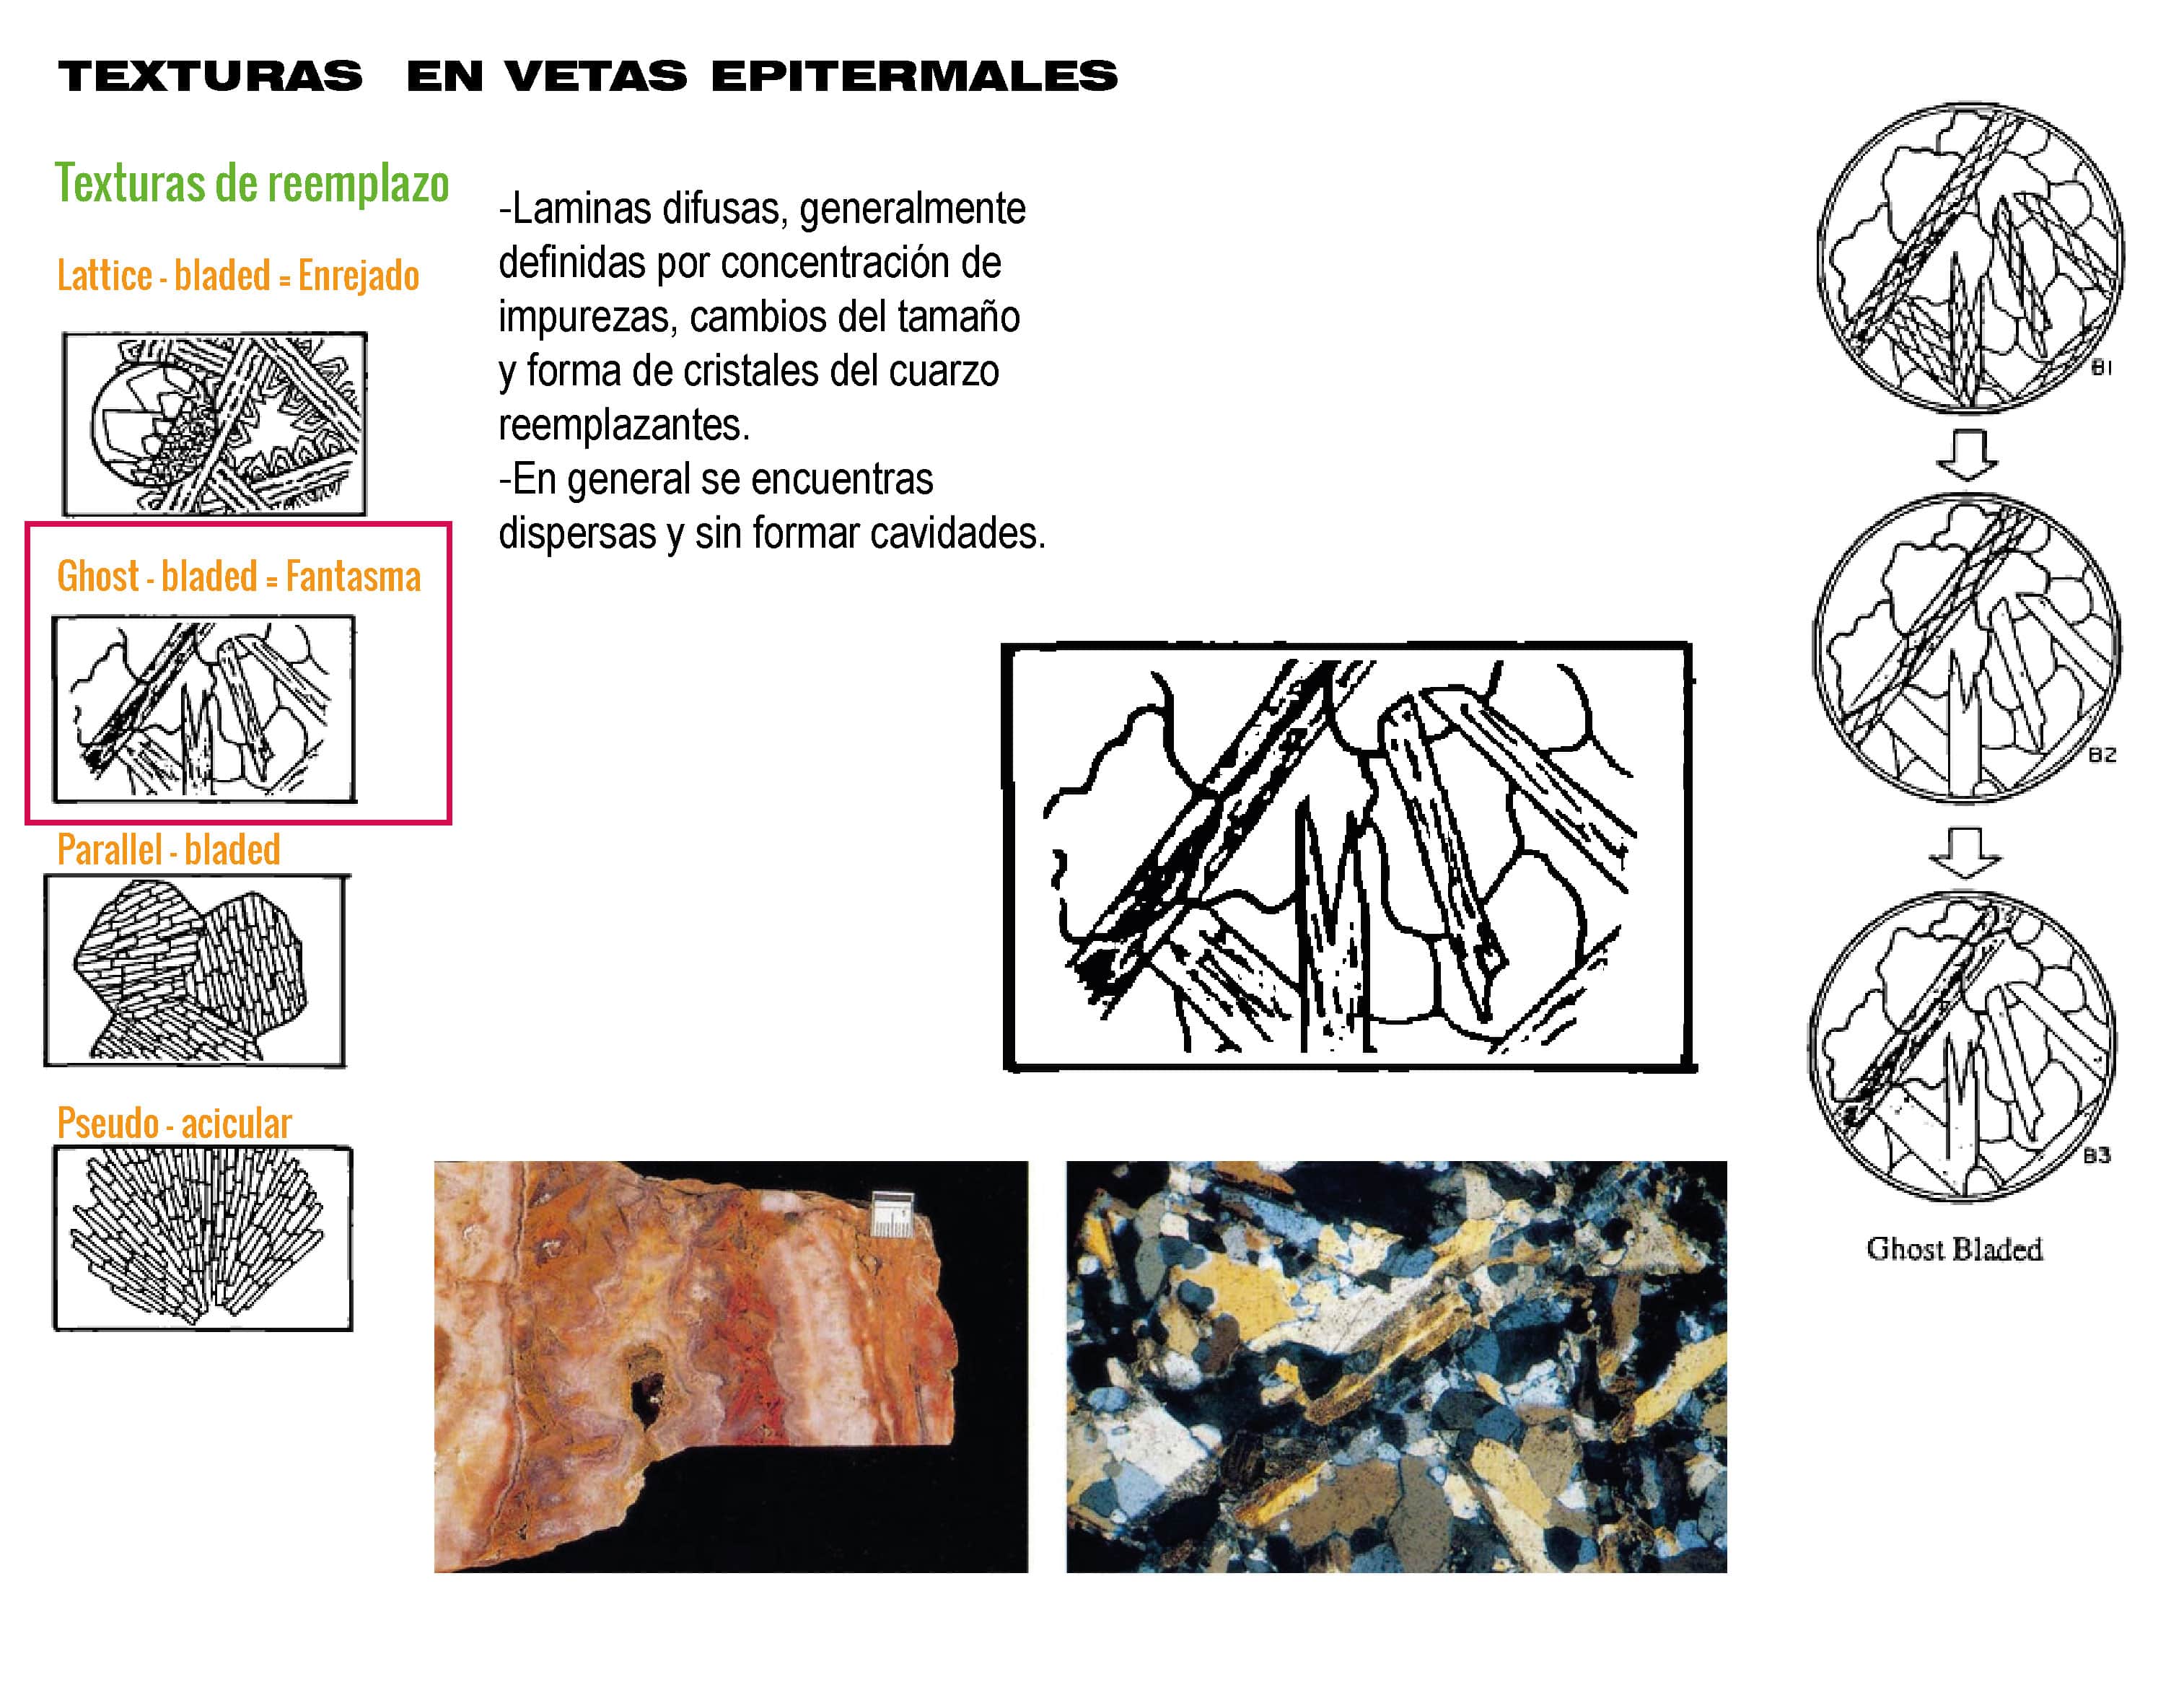 TEXTURAS EN VETAS EPITERMALES
Texturas de reemplazo
Lattice - bladed = Enrejado
Ghost - bladed = Fantasma
Parallel - bladed
Pseudo - acicular
-Laminas difusas, generalmente
definidas por concentración de
impurezas, cambios del tamaño
y forma de cristales del cuarzo
reemplazantes.
-En general se encuentras
dispersas y sin formar cavidades.
B1
B2
B3
Ghost Bladed